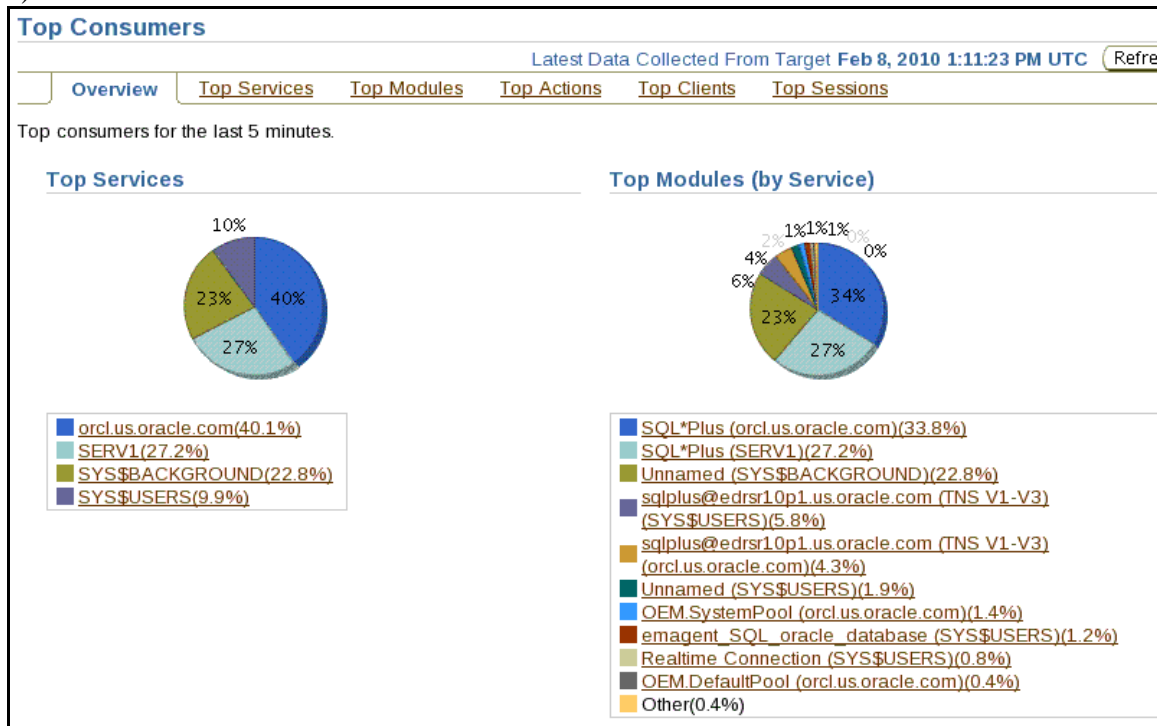 Top Consumers
Latest Data Collected From Target Feb 8, 2010 1:11:23 PM UTC
Overview Top Services Top Modules Top Actions Top Clients Top Sessions
Top consumers for the last 5 minutes.
Top Services
10%
23%
40%
27%
orcl.us.oracle.com(40.1%)
SERV1(27.2%)
SYS$BACKGROUND(22.8%)
SYS$USERS(9.9%)
Top Modules (by Service)
2% 1% 1% 1% 0%
4% 0%
6%
34%
23%
27%
SQL*Plus (orcl.us.oracle.com)(33.8%)
SQL*Plus (SERV1)(27.2%)
Unnamed (SYS$BACKGROUND)(22.8%)
sqlplus@edrsr10p1.us.oracle.com (TNS V1-V3)
(SYS$USERS)(5.8%)
sqlplus@edrsr10p1.us.oracle.com (TNS V1-V3)
(orcl.us.oracle.com)(4.3%)
Unnamed (SYS$USERS)(1.9%)
OEM.SystemPool (orcl.us.oracle.com)(1.4%)
emagent_SQL_oracle_database (SYS$USERS)(1.2%)
Realtime Connection (SYS$USERS)(0.8%)
OEM.DefaultPool (orcl.us.oracle.com)(0.4%)
Other(0.4%)